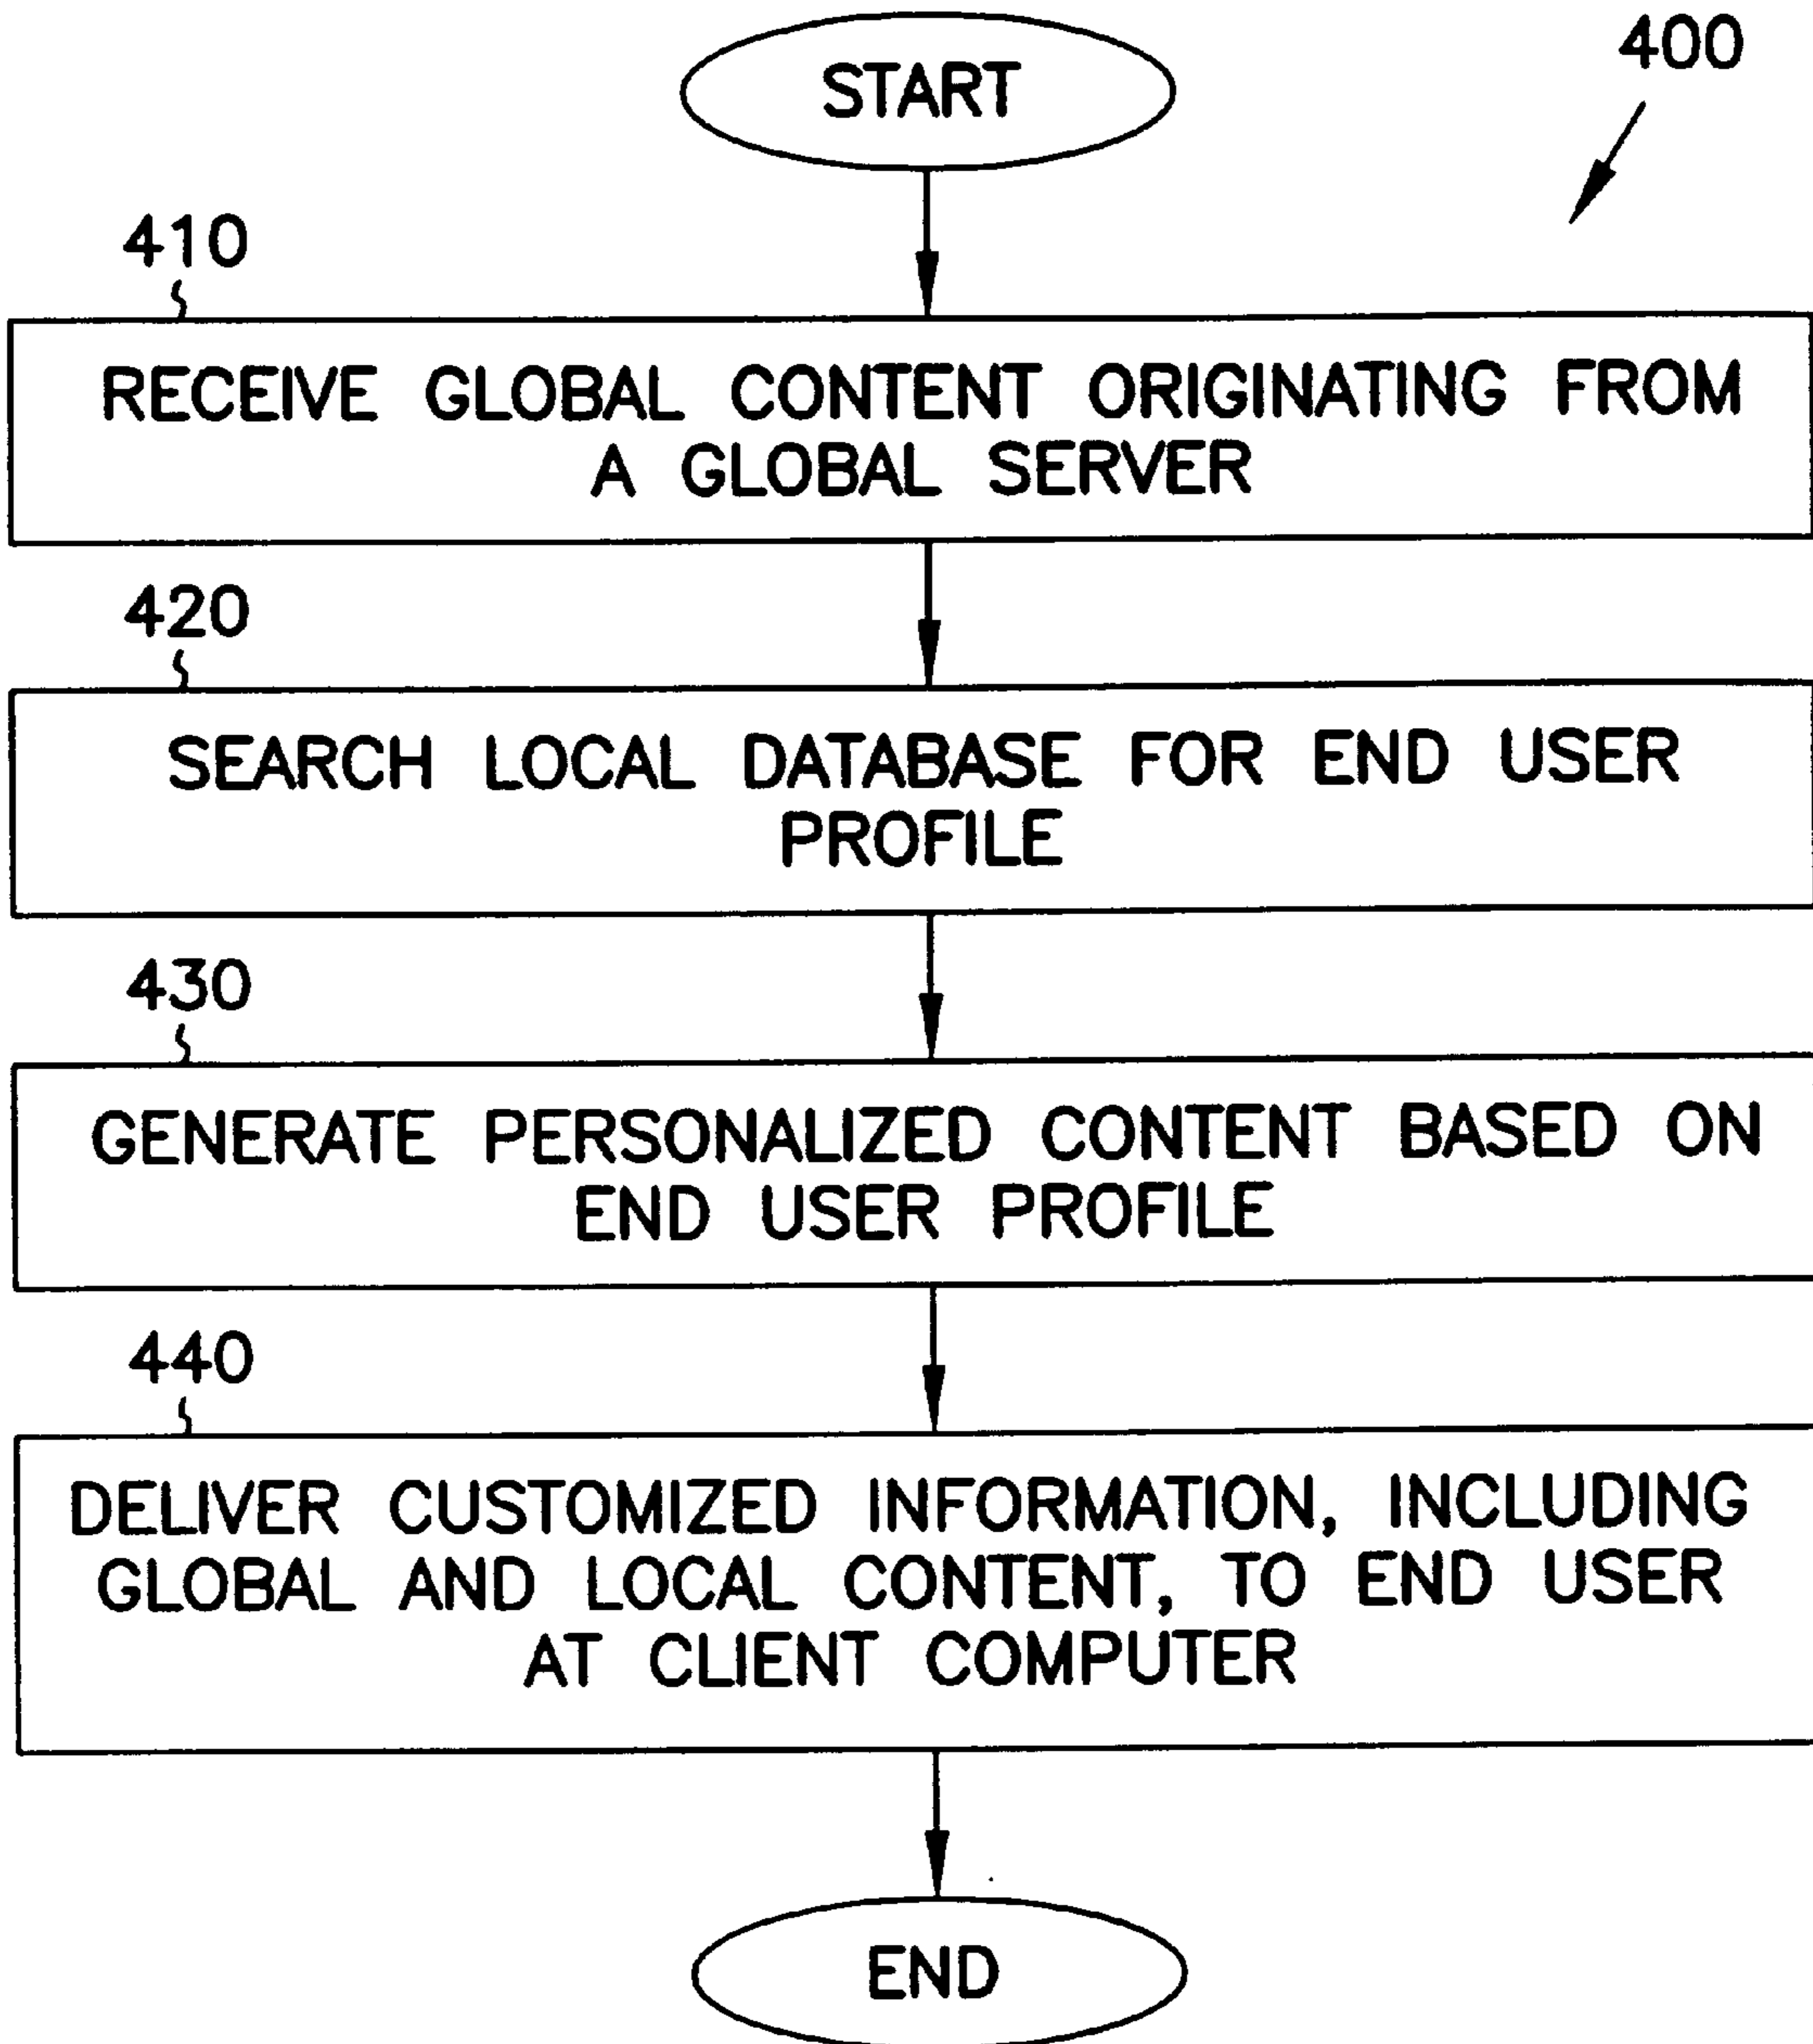 START
400
410
RECEIVE GLOBAL CONTENT ORIGINATING FROM
A GLOBAL SERVER
420
SEARCH LOCAL DATABASE FOR END USER
PROFILE
430
GENERATE PERSONALIZED CONTENT BASED ON
END USER PROFILE
440
DELIVER CUSTOMIZED INFORMATION, INCLUDING
GLOBAL AND LOCAL CONTENT, TO END USER
AT CLIENT COMPUTER
END